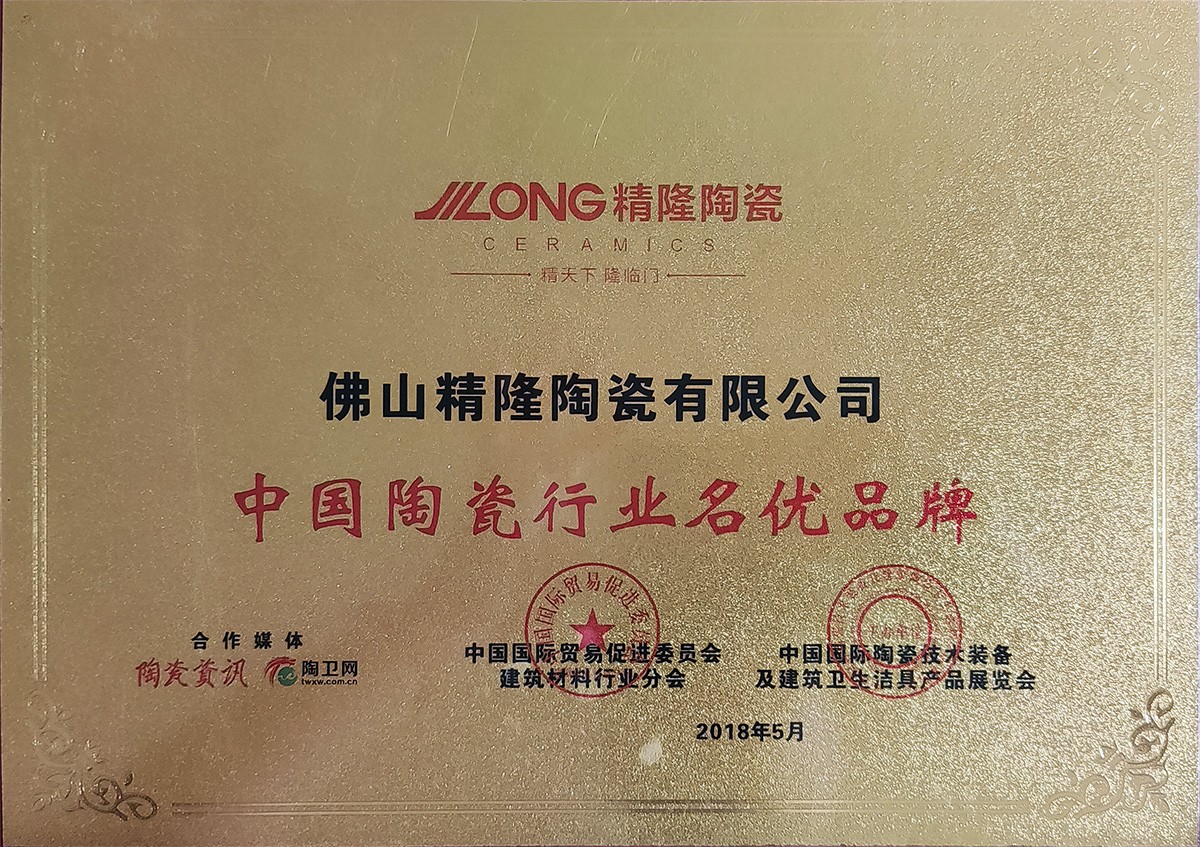 JLONG精隆陶瓷
CERAMICS
精天下 隆临门
佛山精隆陶瓷有限公司
中国陶瓷行业名优品牌
合作媒体
陶瓷资讯 陶卫网
twxw.com.cn
中国国际贸易促进委员会
建筑材料行业分会
中国国际陶瓷技术装备
及建筑卫生洁具产品展览会
2018年5月